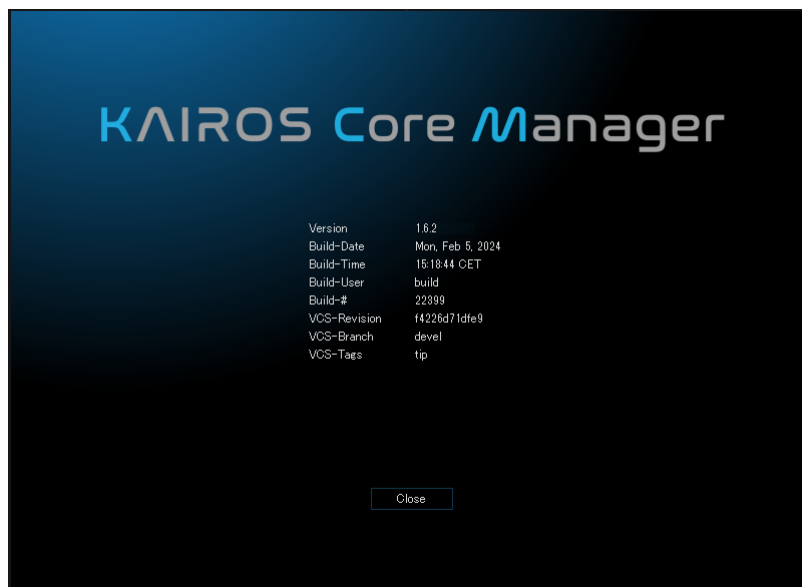 KAIROS Core Manager
Version 1.6.2
Build-Date Mon, Feb 5, 2024
Build-Time 15:18:44 CET
Build-User build
Build-# 22399
VCS-Revision f4226d71dfe9
VCS-Branch devel
VCS-Tags tip
Close